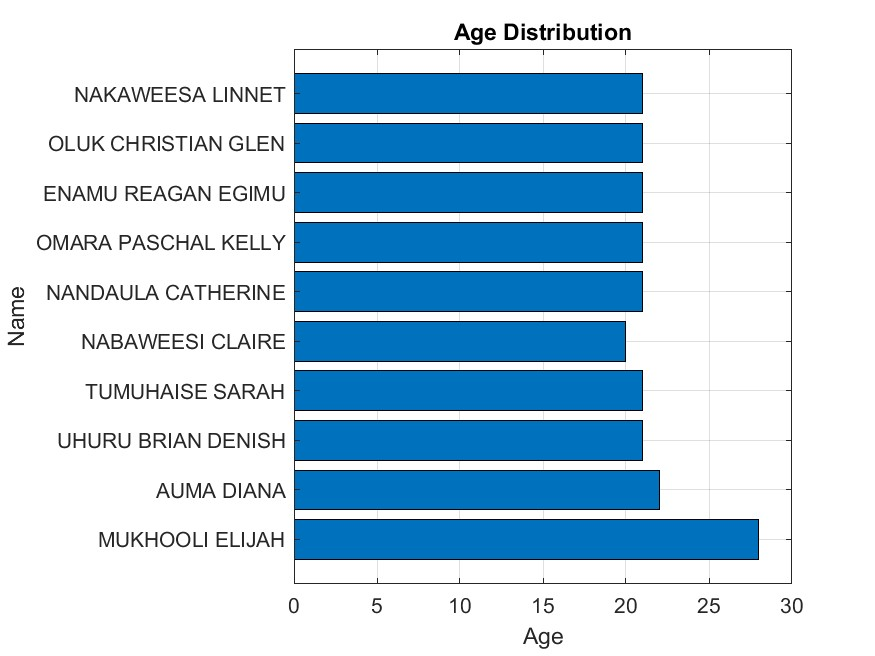 Age Distribution
Name
NAKAWEESA LINNET
OLUK CHRISTIAN GLEN
ENAMU REAGAN EGIMU
OMARA PASCHAL KELLY
NANDAULA CATHERINE
NABAWEESI CLAIRE
TUMUHAISE SARAH
UHURU BRIAN DENISH
AUMA DIANA
MUKHOOLI ELIJAH
0 5 10 15 20 25 30
Age